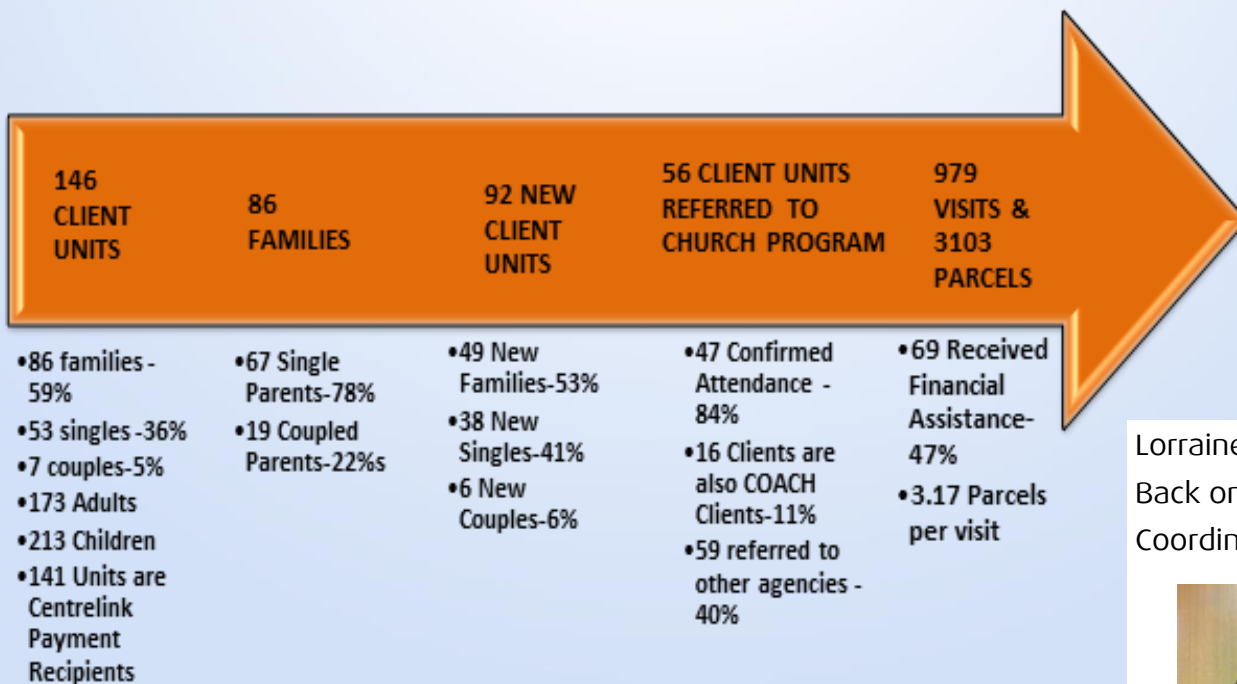 146
CLIENT
UNITS
86
FAMILIES
92 NEW
CLIENT
UNITS
56 CLIENT UNITS
REFERRED TO
CHURCH PROGRAM
979
VISITS &
3103
PARCELS
•86 families -
59%
•53 singles -36%
•7 couples-5%
•173 Adults
•213 Children
•141 Units are
Centrelink
Payment
Recipients
•67 Single
Parents-78%
•19 Coupled
Parents-22%s
•49 New
Families-53%
•38 New
Singles-41%
•6 New
Couples-6%
•47 Confirmed
Attendance -
84%
•16 Clients are
also COACH
Clients-11%
•59 referred to
other agencies -
40%
•69 Received
Financial
Assistance-
47%
•3.17 Parcels
per visit
Lorraine
Back